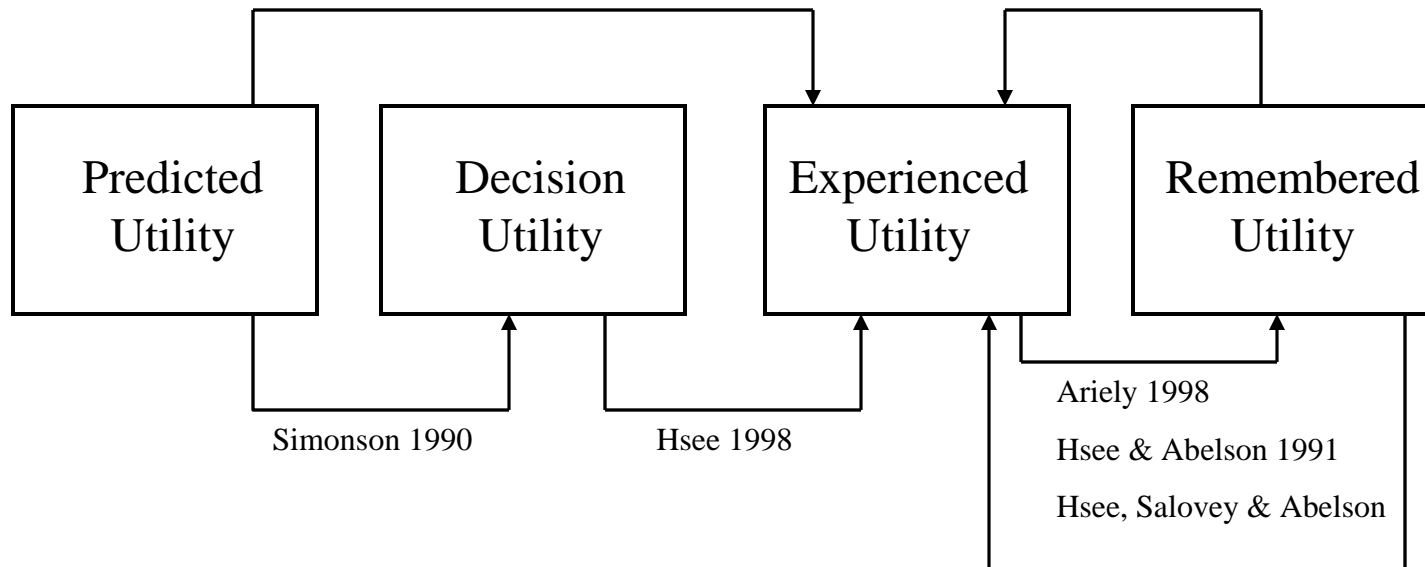 Predicted
Utility
Decision
Utility
Experienced
Utility
Remembered
Utility
Simonson 1990
Hsee 1998
Ariely 1998
Hsee & Abelson 1991
Hsee, Salovey & Abelson